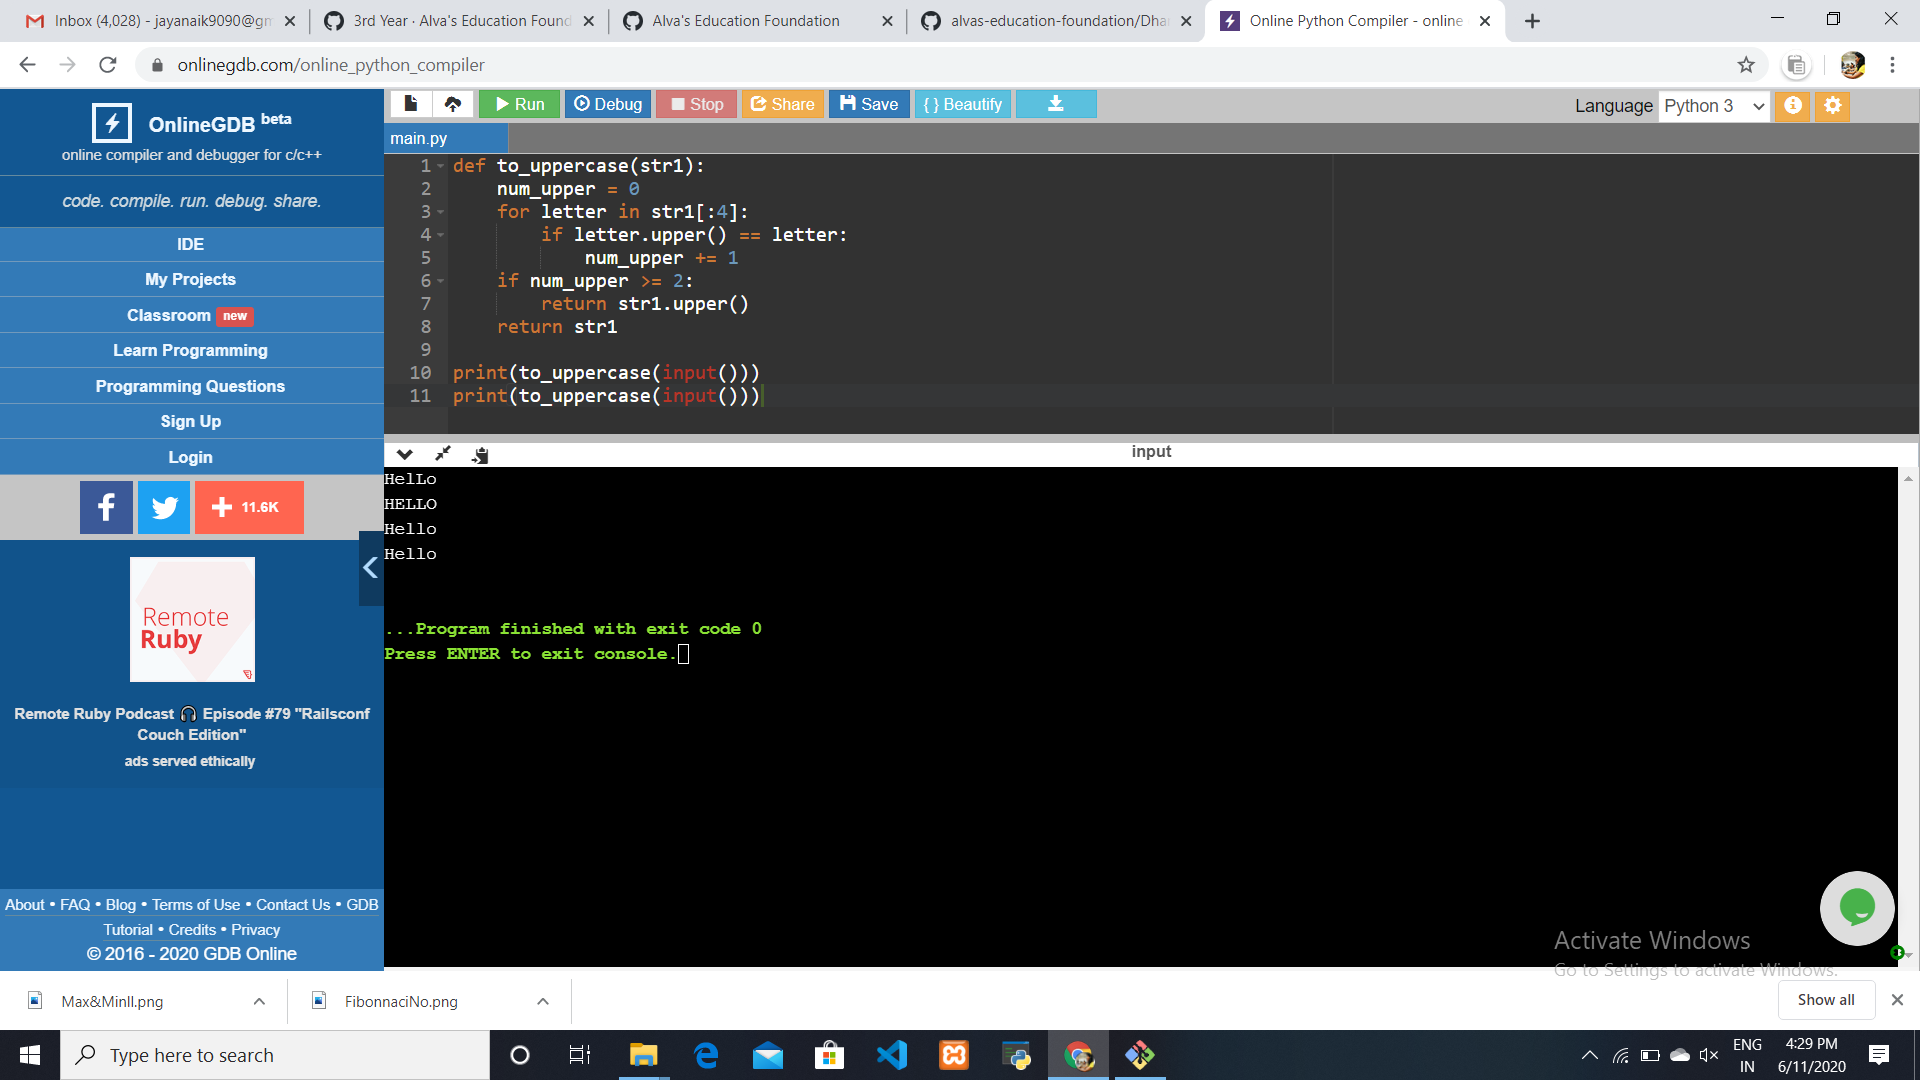 Inbox (4,028) - jayanaik9090@gm
3rd Year · Alva's Education Found
Alva's Education Foundation
alvas-education-foundation/Dha
Online Python Compiler - online
onlinegdb.com/online_python_compiler
OnlineGDB beta
online compiler and debugger for c/c++
code. compile. run. debug. share.
IDE
My Projects
Classroom new
Learn Programming
Programming Questions
Sign Up
Login
11.6K
Remote
Ruby
Remote Ruby Podcast 🎧 Episode #79 "Railsconf
Couch Edition"
ads served ethically
About • FAQ • Blog • Terms of Use • Contact Us • GDB
Tutorial • Credits • Privacy
© 2016 - 2020 GDB Online
Run Debug Stop Share Save { } Beautify
Language Python 3
main.py
1 def to_uppercase(str1):
2     num_upper = 0
3     for letter in str1[:4]:
4         if letter.upper() == letter:
5             num_upper += 1
6     if num_upper >= 2:
7         return str1.upper()
8     return str1
9
10 print(to_uppercase(input()))
11 print(to_uppercase(input()))
input
HelLo
HELLO
Hello
Hello
...Program finished with exit code 0
Press ENTER to exit console.
Activate Windows
Go to Settings to activate Windows.
Max&MinII.png
FibonnaciNo.png
Show all
Type here to search
ENG
IN
4:29 PM
6/11/2020